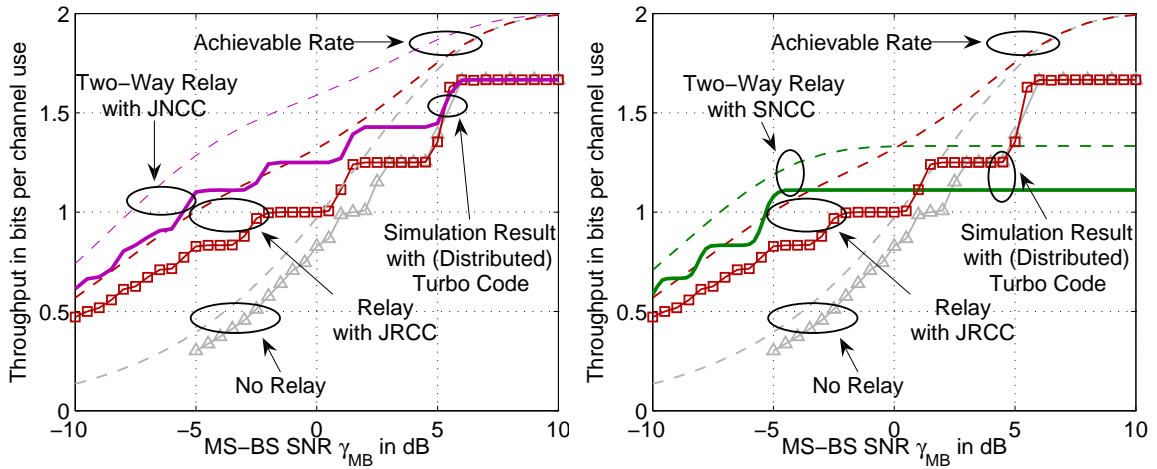 2
1.5
1
0.5
0
Throughput in bits per channel use
Achievable Rate
Two−Way Relay
with JNCC
Simulation Result
with (Distributed)
Turbo Code
Relay
with JRCC
No Relay
−10
−5
0
5
10
MS−BS SNR γMB in dB
2
1.5
1
0.5
0
Throughput in bits per channel use
Achievable Rate
Two−Way Relay
with SNCC
Simulation Result
with (Distributed)
Turbo Code
Relay
with JRCC
No Relay
−10
−5
0
5
10
MS−BS SNR γMB in dB